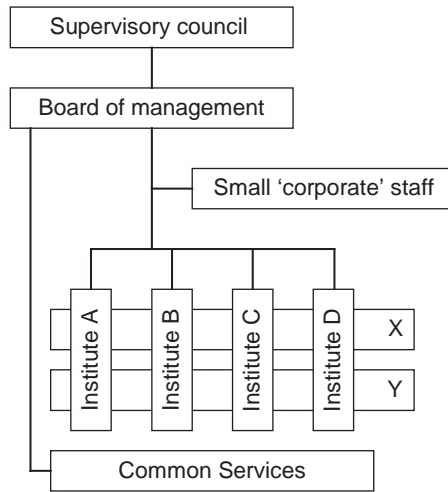 Supervisory council
Board of management
Small ‘corporate’ staff
Institute A
Institute B
Institute C
Institute D
X
Y
Common Services